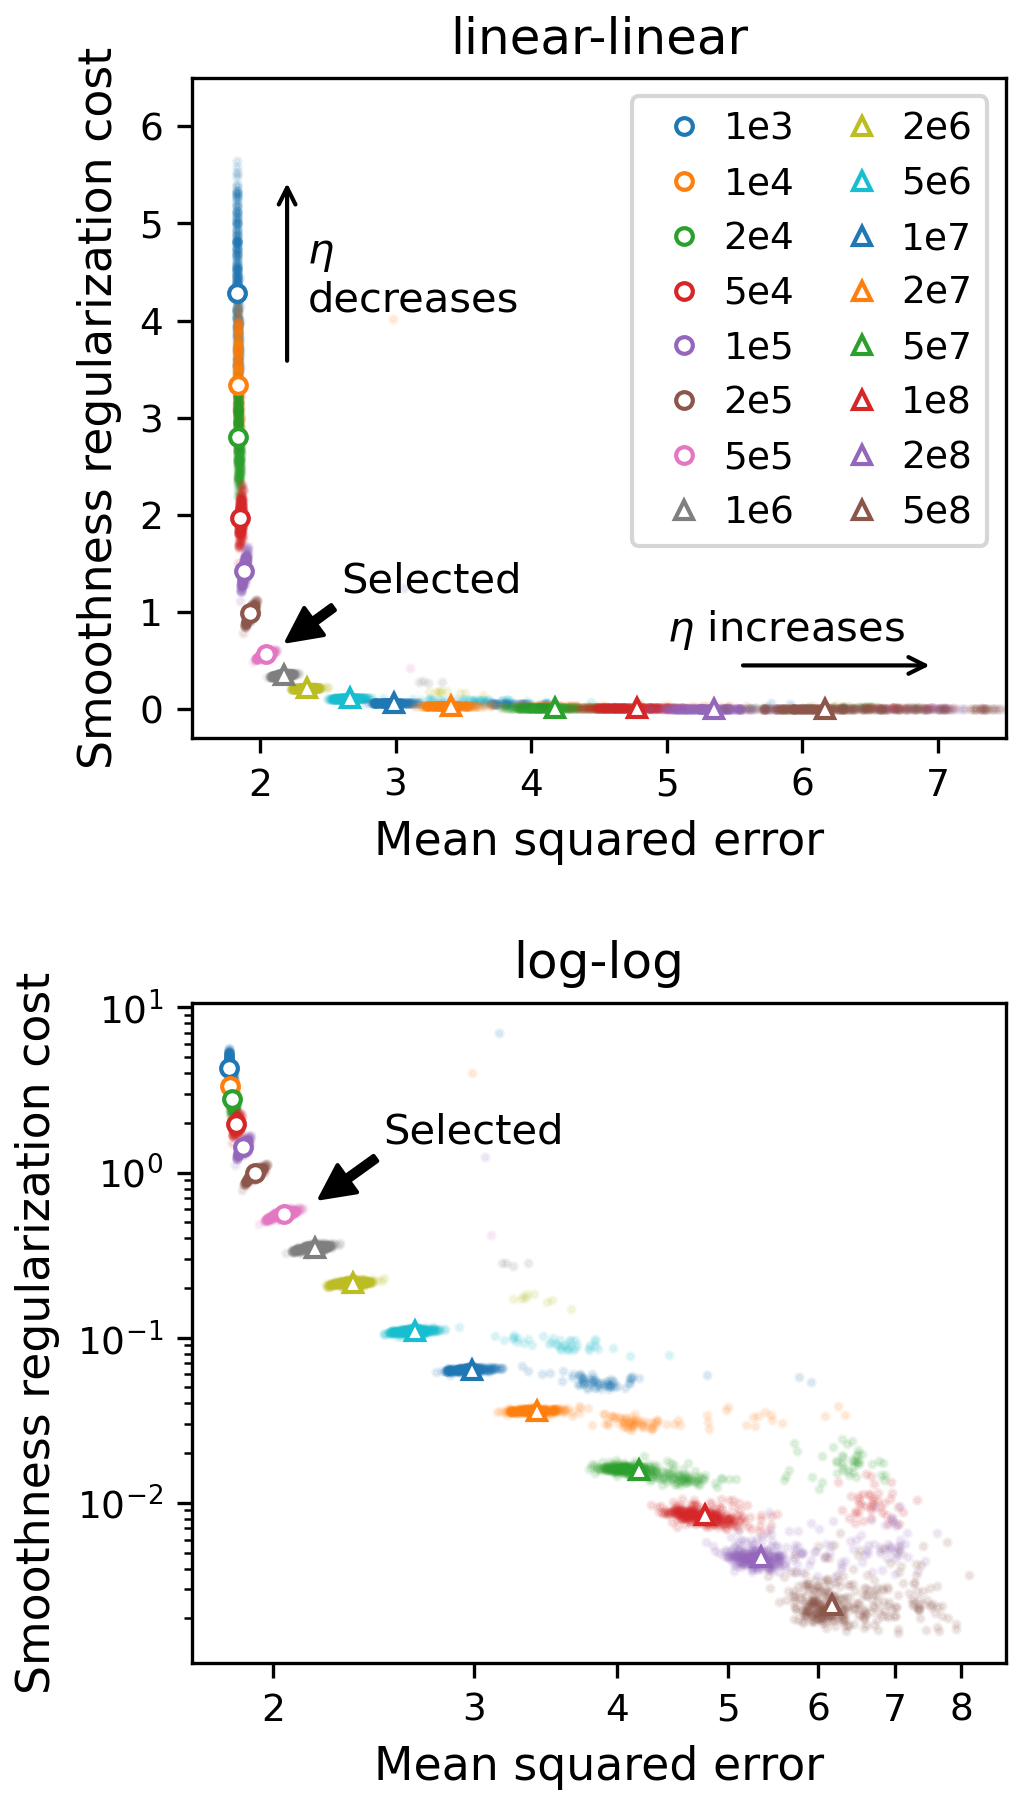 linear-linear
Smoothness regularization cost
6
5
4
3
2
1
0
η
decreases
Selected
η increases
1e3
1e4
2e4
5e4
1e5
2e5
5e5
1e6
2e6
5e6
1e7
2e7
5e7
1e8
2e8
5e8
2 3 4 5 6 7
Mean squared error
log-log
Smoothness regularization cost
10¹
10⁰
10⁻¹
10⁻²
Selected
2 3 4 5 6 7 8
Mean squared error